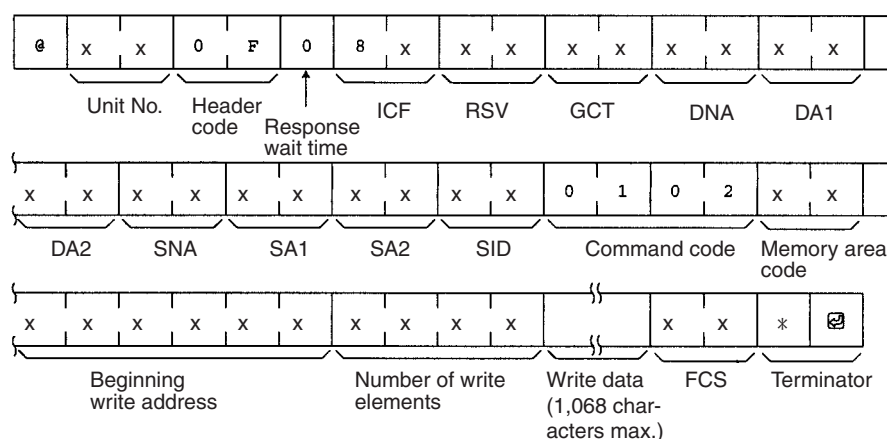 @ x x 0 F 0 8 x x x x x x x x x
Unit No. Header code Response wait time ICF RSV GCT DNA DA1
x x x x x x x x x x 0 1 0 2 x x
DA2 SNA SA1 SA2 SID Command code Memory area code
x x x x x x x x x x x x * ↵
Beginning write address Number of write elements Write data (1,068 characters max.) FCS Terminator